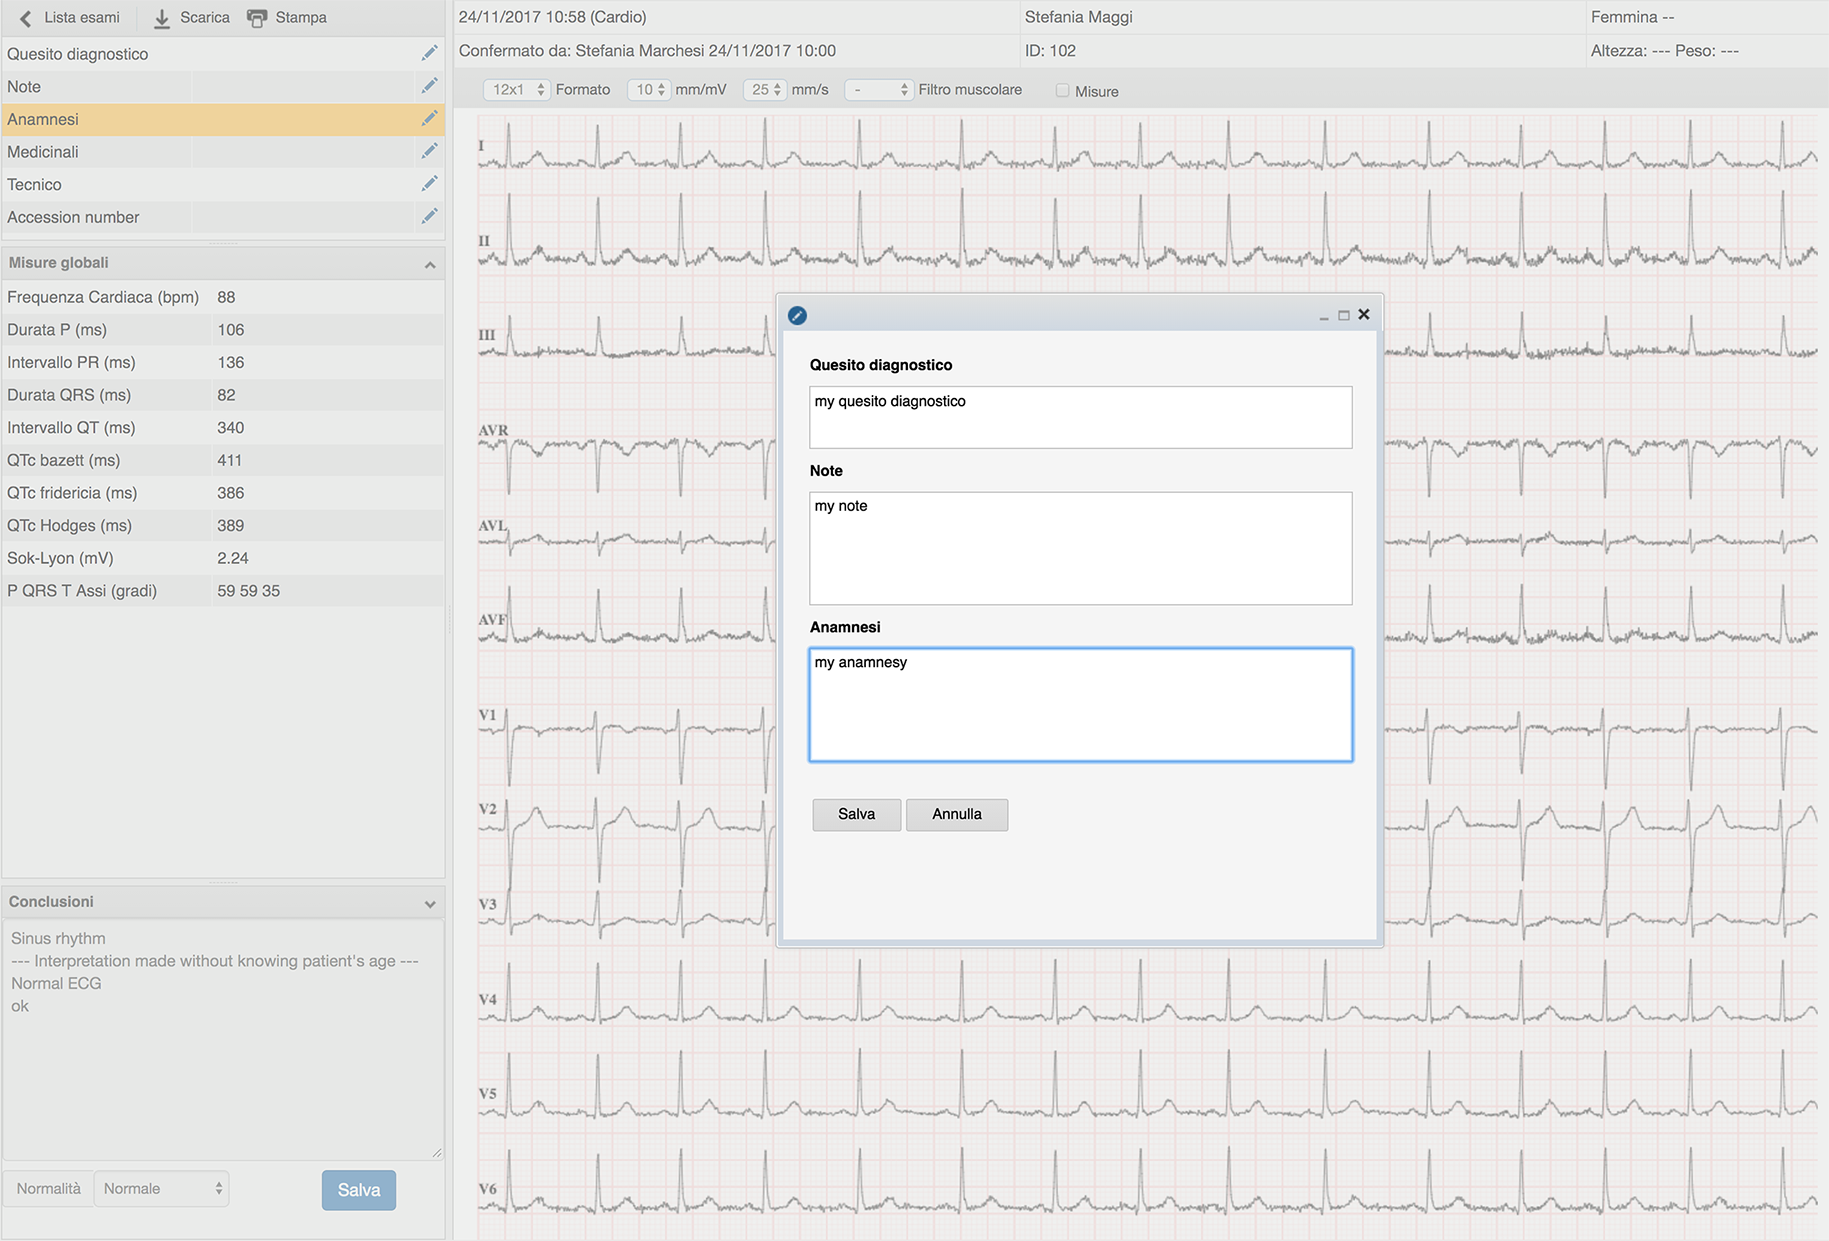 Lista esami Scarica Stampa
24/11/2017 10:58 (Cardio) Stefania Maggi Femmina --
Confermato da: Stefania Marchesi 24/11/2017 10:00 ID: 102 Altezza: --- Peso: ---
12x1 Formato 10 mm/mV 25 mm/s - Filtro muscolare Misure
Quesito diagnostico
Note
Anamnesi
Medicinali
Tecnico
Accession number
Misure globali
Frequenza Cardiaca (bpm) 88
Durata P (ms) 106
Intervallo PR (ms) 136
Durata QRS (ms) 82
Intervallo QT (ms) 340
QTc bazett (ms) 411
QTc fridericia (ms) 386
QTc Hodges (ms) 389
Sok-Lyon (mV) 2.24
P QRS T Assi (gradi) 59 59 35
Conclusioni
Sinus rhythm
--- Interpretation made without knowing patient's age ---
Normal ECG
ok
Normalità Normale Salva
I
II
III
AVR
AVL
AVF
V1
V2
V3
V4
V5
V6
Quesito diagnostico
my quesito diagnostico
Note
my note
Anamnesi
my anamnesy
Salva Annulla